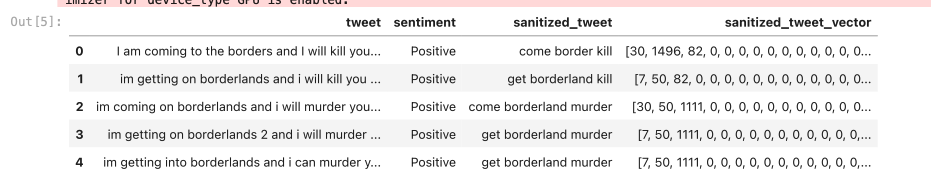 imizer for device_type GPU is enabled.
Out[5]:
tweet sentiment sanitized_tweet sanitized_tweet_vector
0 I am coming to the borders and I will kill you... Positive come border kill [30, 1496, 82, 0, 0, 0, 0, 0, 0, 0, 0, 0, 0, 0...
1 im getting on borderlands and i will kill you ... Positive get borderland kill [7, 50, 82, 0, 0, 0, 0, 0, 0, 0, 0, 0, 0, 0, 0...
2 im coming on borderlands and i will murder you... Positive come borderland murder [30, 50, 1111, 0, 0, 0, 0, 0, 0, 0, 0, 0, 0, 0...
3 im getting on borderlands 2 and i will murder ... Positive get borderland murder [7, 50, 1111, 0, 0, 0, 0, 0, 0, 0, 0, 0, 0, 0,...
4 im getting into borderlands and i can murder y... Positive get borderland murder [7, 50, 1111, 0, 0, 0, 0, 0, 0, 0, 0, 0, 0, 0,...